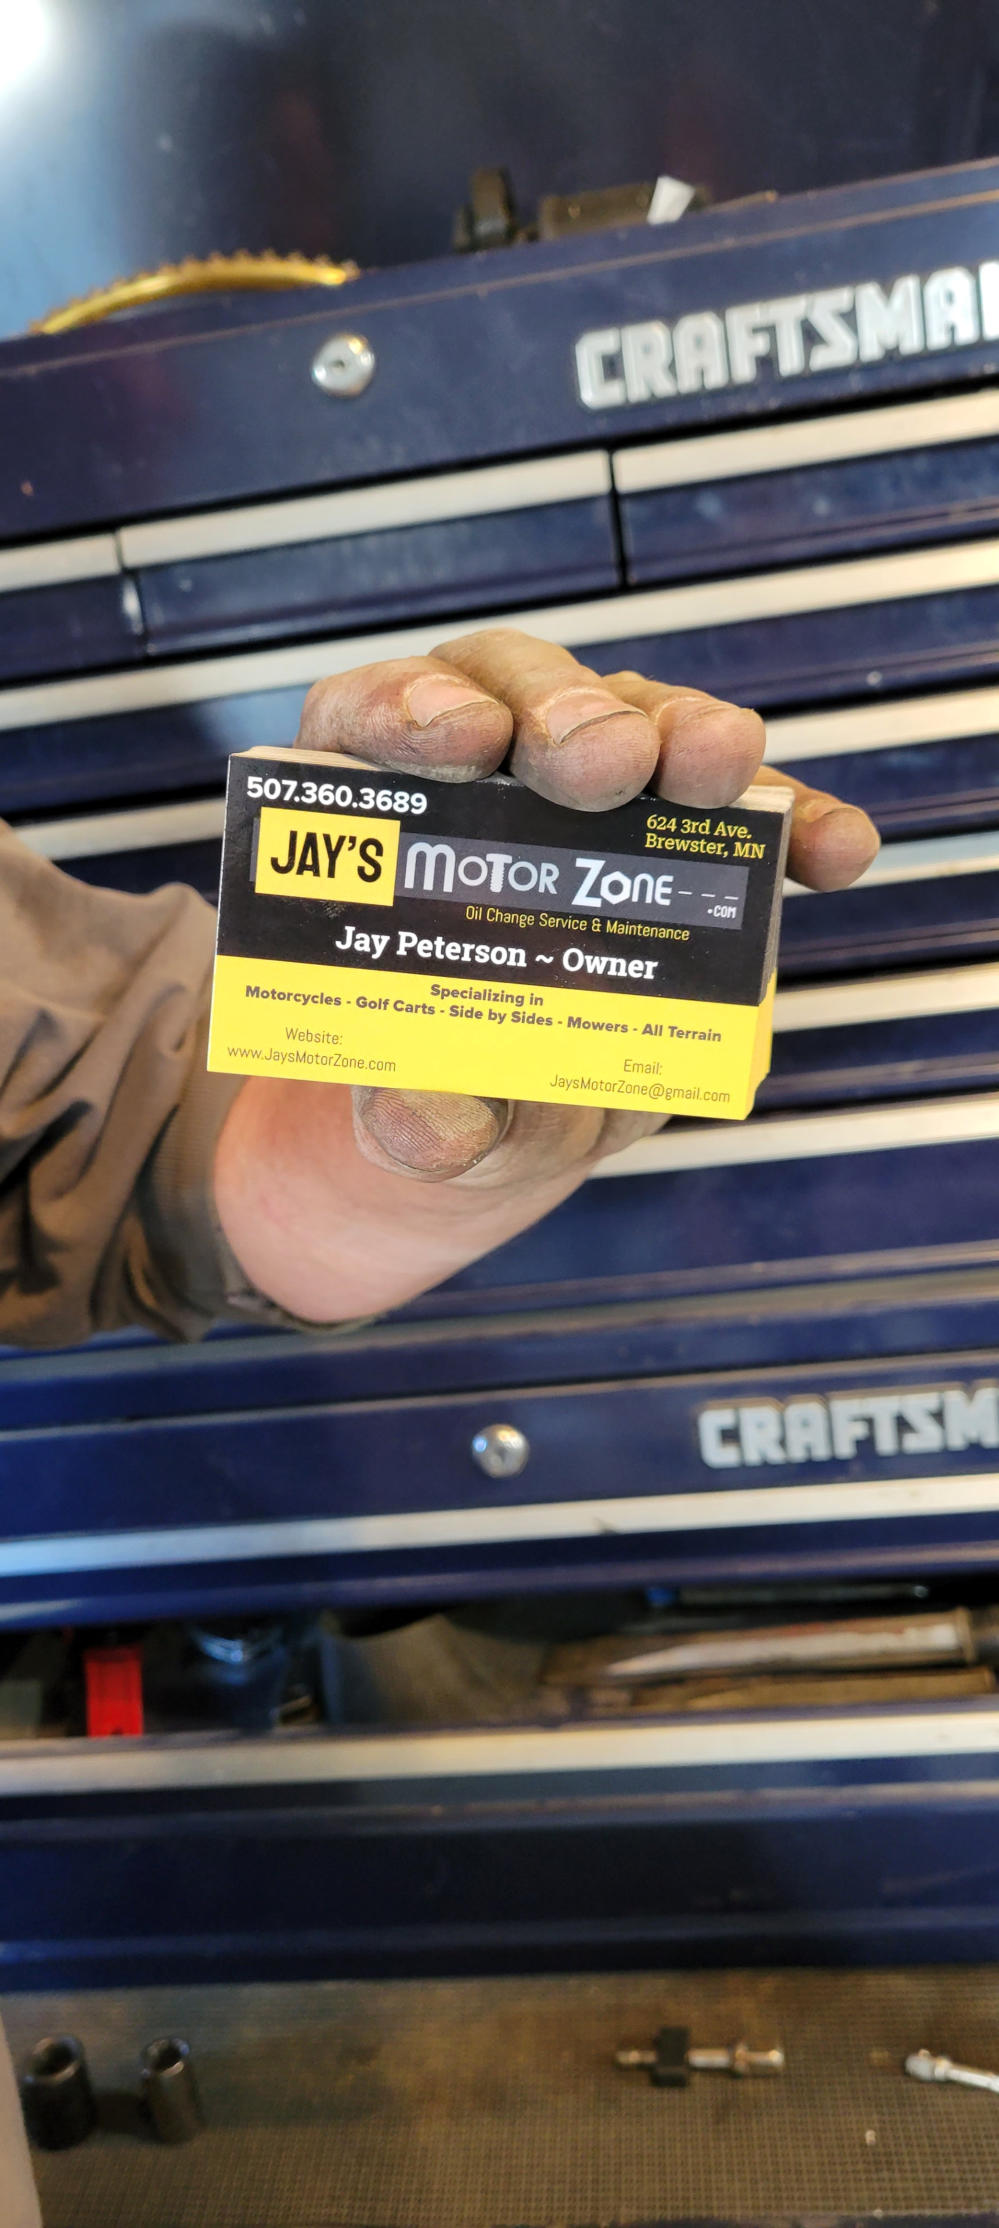 CRAFTSMA
507.360.3689
624 3rd Ave.
Brewster, MN
JAY'S MOTOR ZONE---
.COM
Oil Change Service & Maintenance
Jay Peterson ~ Owner
Specializing in
Motorcycles - Golf Carts - Side by Sides - Mowers - All Terrain
Website:
www.JaysMotorZone.com
Email:
JaysMotorZone@gmail.com
CRAFTSM